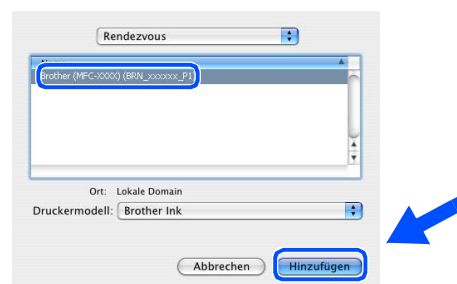 Rendezvous
Brother (MFC-XXXX) (BRN_xxxxxx_P1)
Ort: Lokale Domain
Druckermodell: Brother Ink
Abbrechen Hinzufügen